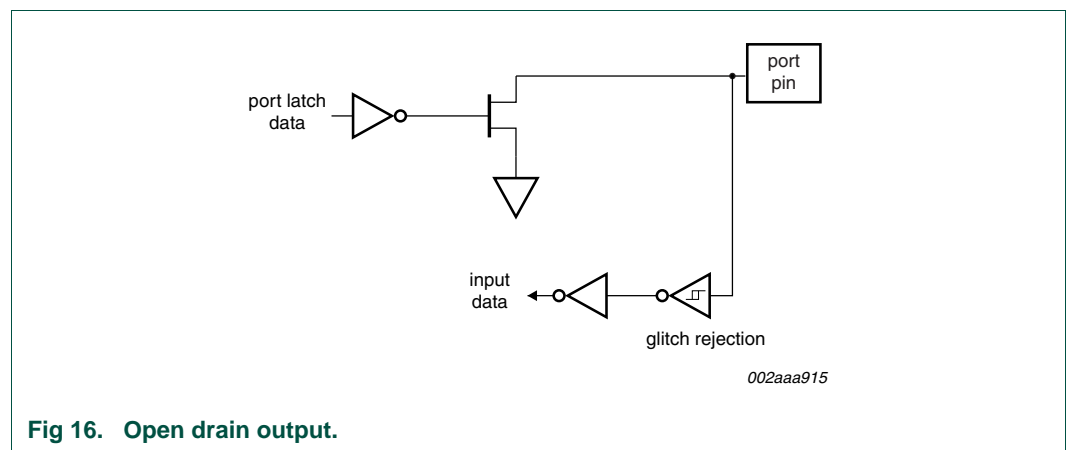 port
pin
port latch
data
input
data
glitch rejection
002aaa915
Fig 16. Open drain output.